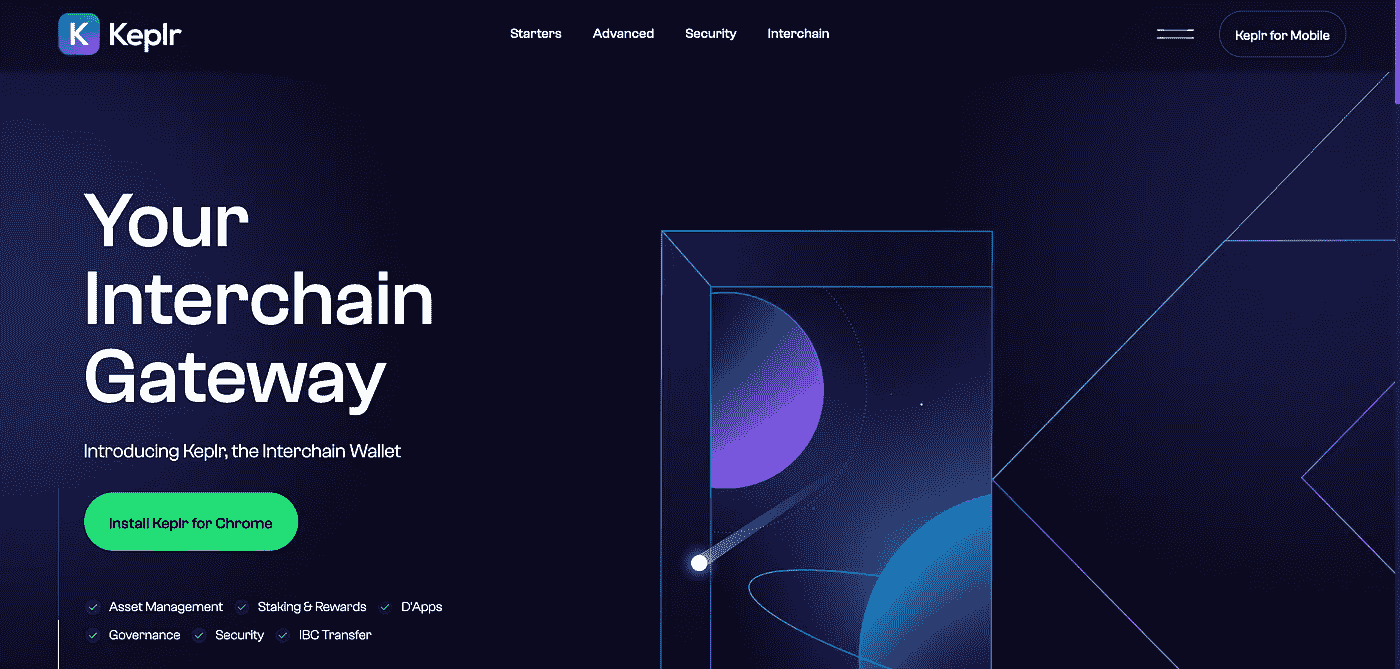 K Keplr
Starters Advanced Security Interchain
Keplr for Mobile
Your
Interchain
Gateway
Introducing Keplr, the Interchain Wallet
Install Keplr for Chrome
Asset Management Staking & Rewards D'Apps
Governance Security IBC Transfer